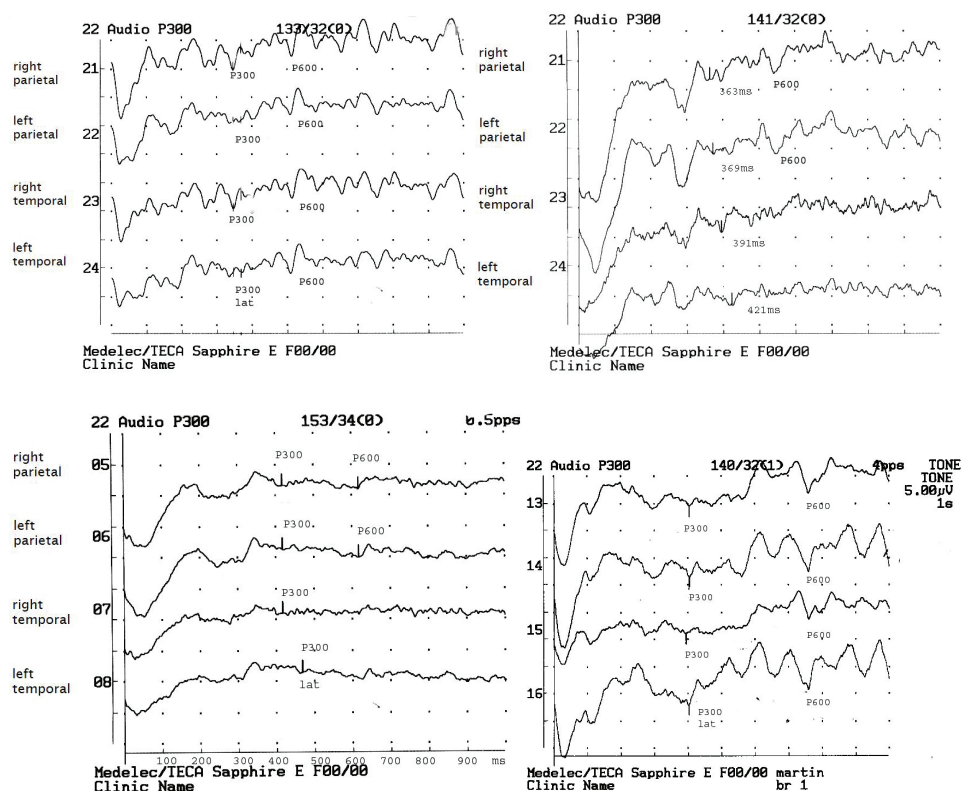 22 Audio P300 133/32(0)
right
parietal
21
P300 P600
left
parietal
22
P300 P600
right
temporal
23
P300 P600
left
temporal
24
P300 P600
lat
Medelec/TECA Sapphire E F00/00
Clinic Name
22 Audio P300 141/32(0)
right
parietal
21
363ms P600
left
parietal
22
369ms P600
right
temporal
23
391ms
24
left
temporal
421ms
Medelec/TECA Sapphire E F00/00
Clinic Name
22 Audio P300 153/34(0) 0.5pps
right
parietal
05
P300 P600
left
parietal
06
P300 P600
right
temporal
07
P300
left
temporal
08
P300
lat
0 100 200 300 400 500 600 700 800 900 ms
Medelec/TECA Sapphire E F00/00
Clinic Name
22 Audio P300 140/32(1) 4pps TONE
TONE
5.00µV
1s
13
P300 P600
14
P300 P600
15
P300 P600
16
P300 P600
lat
Medelec/TECA Sapphire E F00/00 martin
Clinic Name br 1